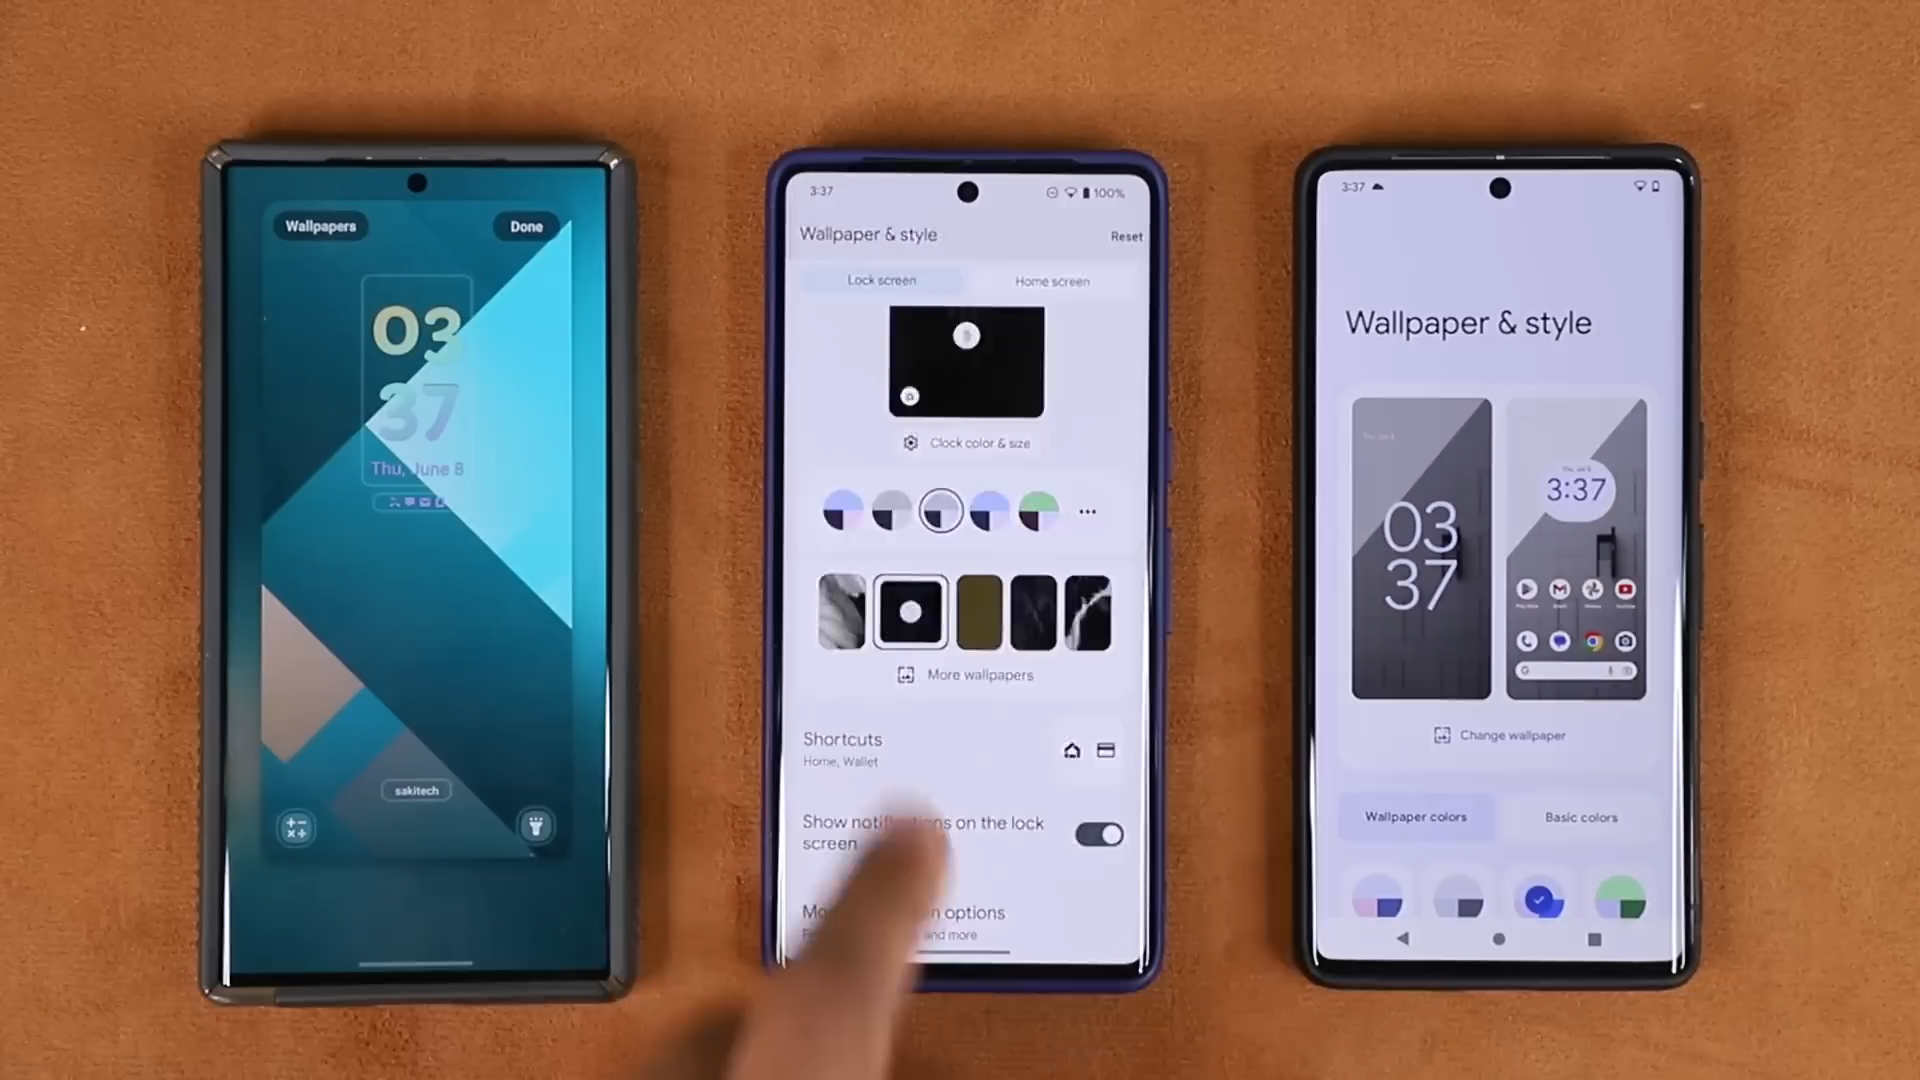 Wallpapers
Done
03
37
Thu, June 8
sakitech
3:37
100%
Wallpaper & style
Reset
Lock screen
Home screen
Clock color & size
More wallpapers
Shortcuts
Home, Wallet
Show notifications on the lock
screen
options
and more
3:37
Wallpaper & style
03
37
3:37
Change wallpaper
Wallpaper colors
Basic colors